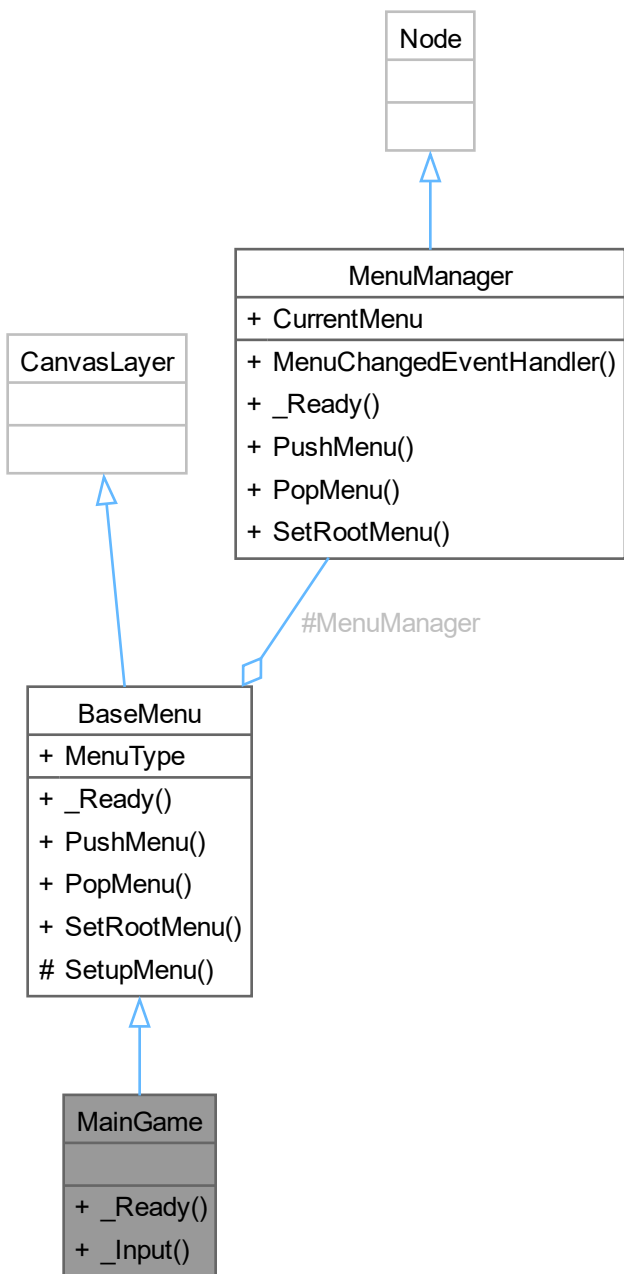 Node
MenuManager
+ CurrentMenu
+ MenuChangedEventHandler()
+ _Ready()
+ PushMenu()
+ PopMenu()
+ SetRootMenu()
CanvasLayer
#MenuManager
BaseMenu
+ MenuType
+ _Ready()
+ PushMenu()
+ PopMenu()
+ SetRootMenu()
# SetupMenu()
MainGame
+ _Ready()
+ _Input()